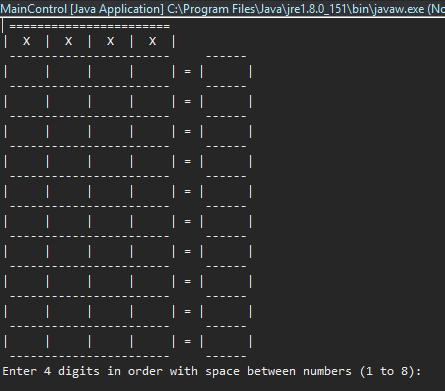 MainControl [Java Application] C:\Program Files\Java\jre1.8.0_151\bin\javaw.exe (No
 =======================
|  X  |  X  |  X  |  X  |
 -----------------------     ------
|     |     |     |     | = |      |
 -----------------------     ------
|     |     |     |     | = |      |
 -----------------------     ------
|     |     |     |     | = |      |
 -----------------------     ------
|     |     |     |     | = |      |
 -----------------------     ------
|     |     |     |     | = |      |
 -----------------------     ------
|     |     |     |     | = |      |
 -----------------------     ------
|     |     |     |     | = |      |
 -----------------------     ------
|     |     |     |     | = |      |
 -----------------------     ------
|     |     |     |     | = |      |
 -----------------------     ------
|     |     |     |     | = |      |
 -----------------------     ------
Enter 4 digits in order with space between numbers (1 to 8):